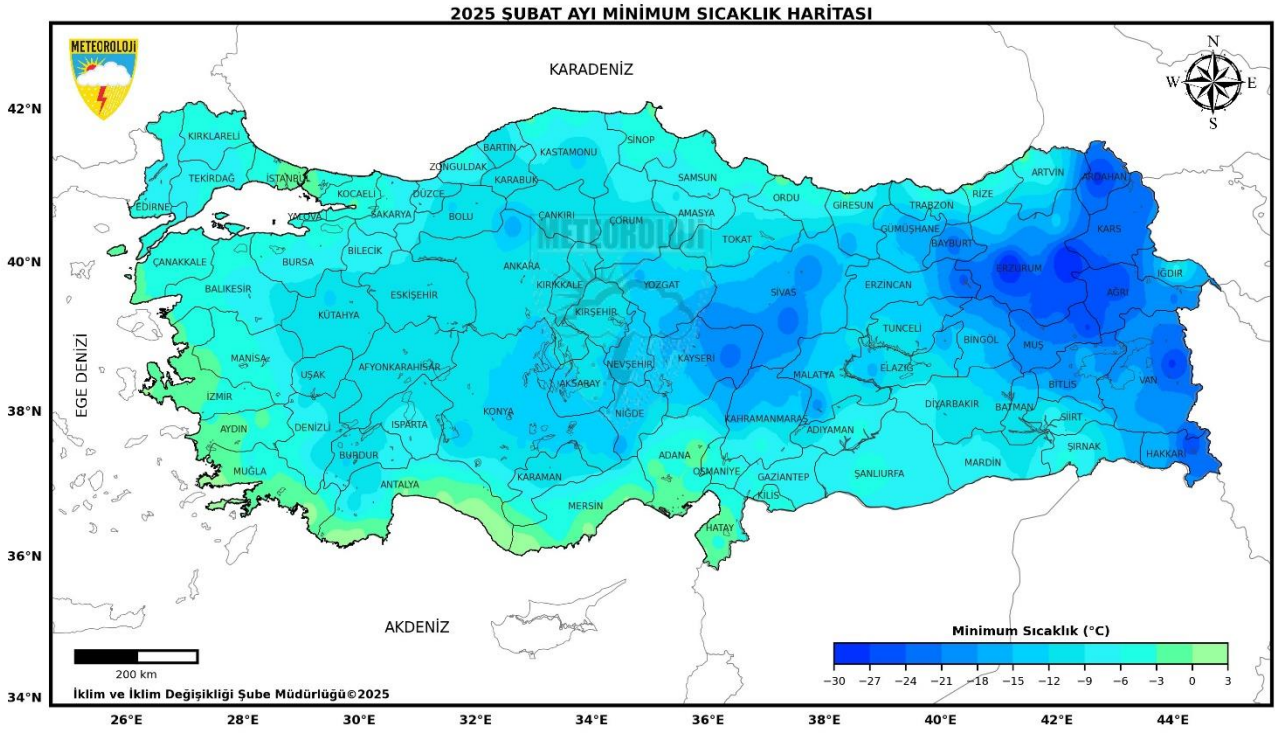 2025 ŞUBAT AYI MİNİMUM SICAKLIK HARİTASI
METEOROLOJİ
KARADENİZ
N
W E
S
42°N
40°N
38°N
36°N
34°N
EGE DENİZİ
AKDENİZ
METEOROLOJİ
KIRKLARELİ
TEKİRDAĞ
İSTANBUL
EDİRNE
KOCAELİ
YALOVA
SAKARYA
DÜZCE
ZONGULDAK
BARTIN
KARABÜK
KASTAMONU
SİNOP
SAMSUN
ORDU
GİRESUN
TRABZON
RİZE
ARTVİN
ARDAHAN
KARS
ÇANAKKALE
BURSA
BİLECİK
BOLU
ÇANKIRI
ÇORUM
AMASYA
TOKAT
GÜMÜŞHANE
BAYBURT
ERZURUM
IĞDIR
AĞRI
BALIKESİR
KÜTAHYA
ESKİŞEHİR
ANKARA
KIRIKKALE
YOZGAT
SİVAS
ERZİNCAN
KIRŞEHİR
TUNCELİ
BİNGÖL
MUŞ
MANİSA
UŞAK
AFYONKARAHİSAR
NEVŞEHİR
KAYSERİ
AKSARAY
MALATYA
ELAZIĞ
BİTLİS
VAN
İZMİR
AYDIN
DENİZLİ
ISPARTA
KONYA
NİĞDE
KAHRAMANMARAŞ
ADIYAMAN
DİYARBAKIR
BATMAN
SİİRT
ŞIRNAK
HAKKARİ
MUĞLA
BURDUR
ANTALYA
KARAMAN
MERSİN
ADANA
OSMANİYE
GAZİANTEP
KİLİS
ŞANLIURFA
MARDİN
HATAY
Minimum Sıcaklık (°C)
−30 −27 −24 −21 −18 −15 −12 −9 −6 −3 0 3
200 km
İklim ve İklim Değişikliği Şube Müdürlüğü©2025
26°E 28°E 30°E 32°E 34°E 36°E 38°E 40°E 42°E 44°E